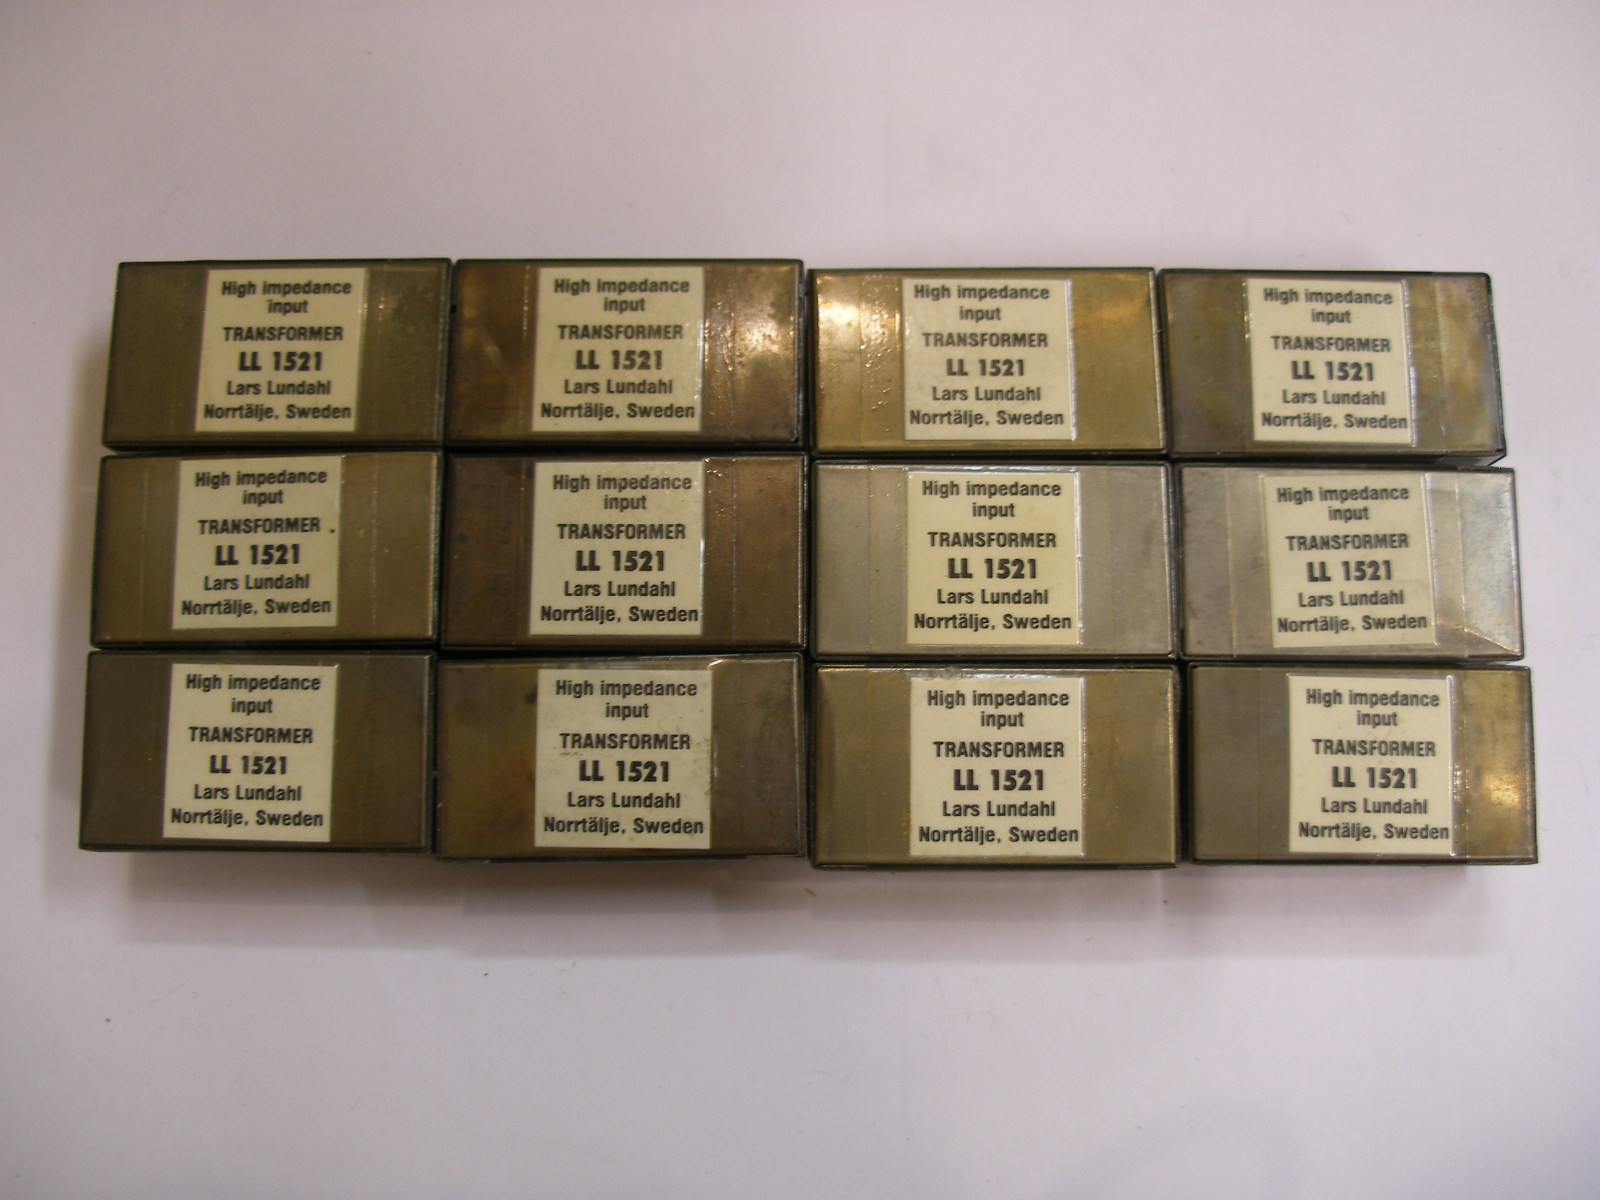 High impedance
input
TRANSFORMER
LL 1521
Lars Lundahl
Norrtälje, Sweden
High impedance
input
TRANSFORMER
LL 1521
Lars Lundahl
Norrtälje, Sweden
High impedance
input
TRANSFORMER
LL 1521
Lars Lundahl
Norrtälje, Sweden
High impedance
input
TRANSFORMER
LL 1521
Lars Lundahl
Norrtälje, Sweden
High impedance
input
TRANSFORMER
LL 1521
Lars Lundahl
Norrtälje, Sweden
High impedance
input
TRANSFORMER
LL 1521
Lars Lundahl
Norrtälje, Sweden
High impedance
input
TRANSFORMER
LL 1521
Lars Lundahl
Norrtälje, Sweden
High impedance
input
TRANSFORMER
LL 1521
Lars Lundahl
Norrtälje, Sweden
High impedance
input
TRANSFORMER
LL 1521
Lars Lundahl
Norrtälje, Sweden
High impedance
input
TRANSFORMER
LL 1521
Lars Lundahl
Norrtälje, Sweden
High impedance
input
TRANSFORMER
LL 1521
Lars Lundahl
Norrtälje, Sweden
High impedance
input
TRANSFORMER
LL 1521
Lars Lundahl
Norrtälje, Sweden